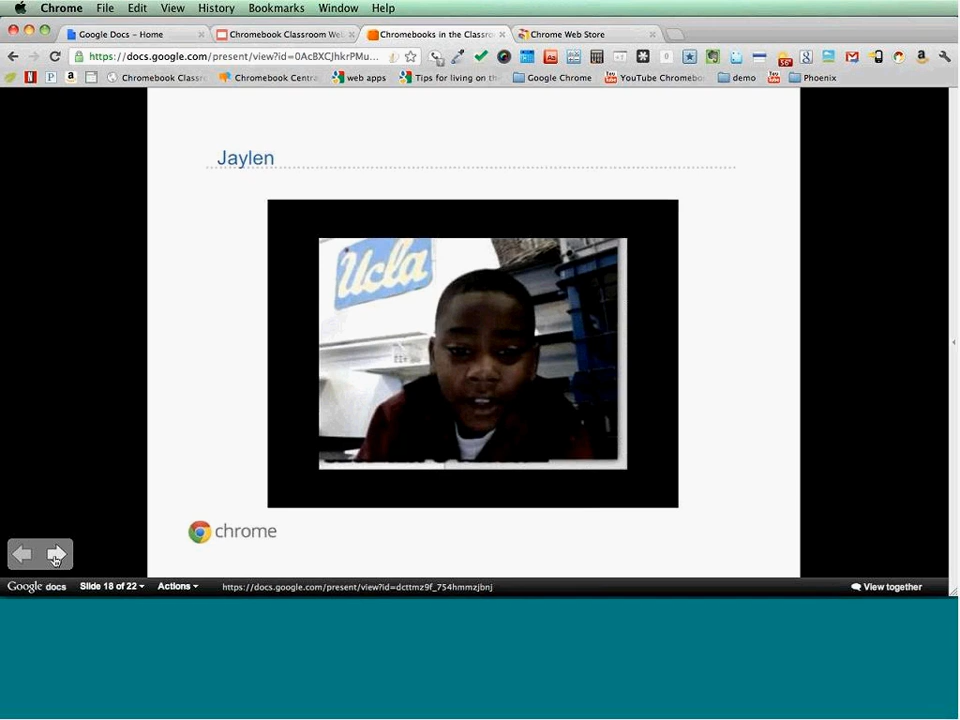 Chrome File Edit View History Bookmarks Window Help
Google Docs - Home
Chromebook Classroom Wel
Chromebooks in the Classro
Chrome Web Store
https://docs.google.com/present/view?id=0AcBXCJhkrPMu...
Chromebook Classr
Chromebook Centra
web apps
Tips for living on th
Google Chrome
YouTube Chromebo
demo
Phoenix
Jaylen
Ucla
chrome
Google docs Slide 18 of 22 Actions https://docs.google.com/present/view?id=dcttmz9f_754hmmzjbnj View together